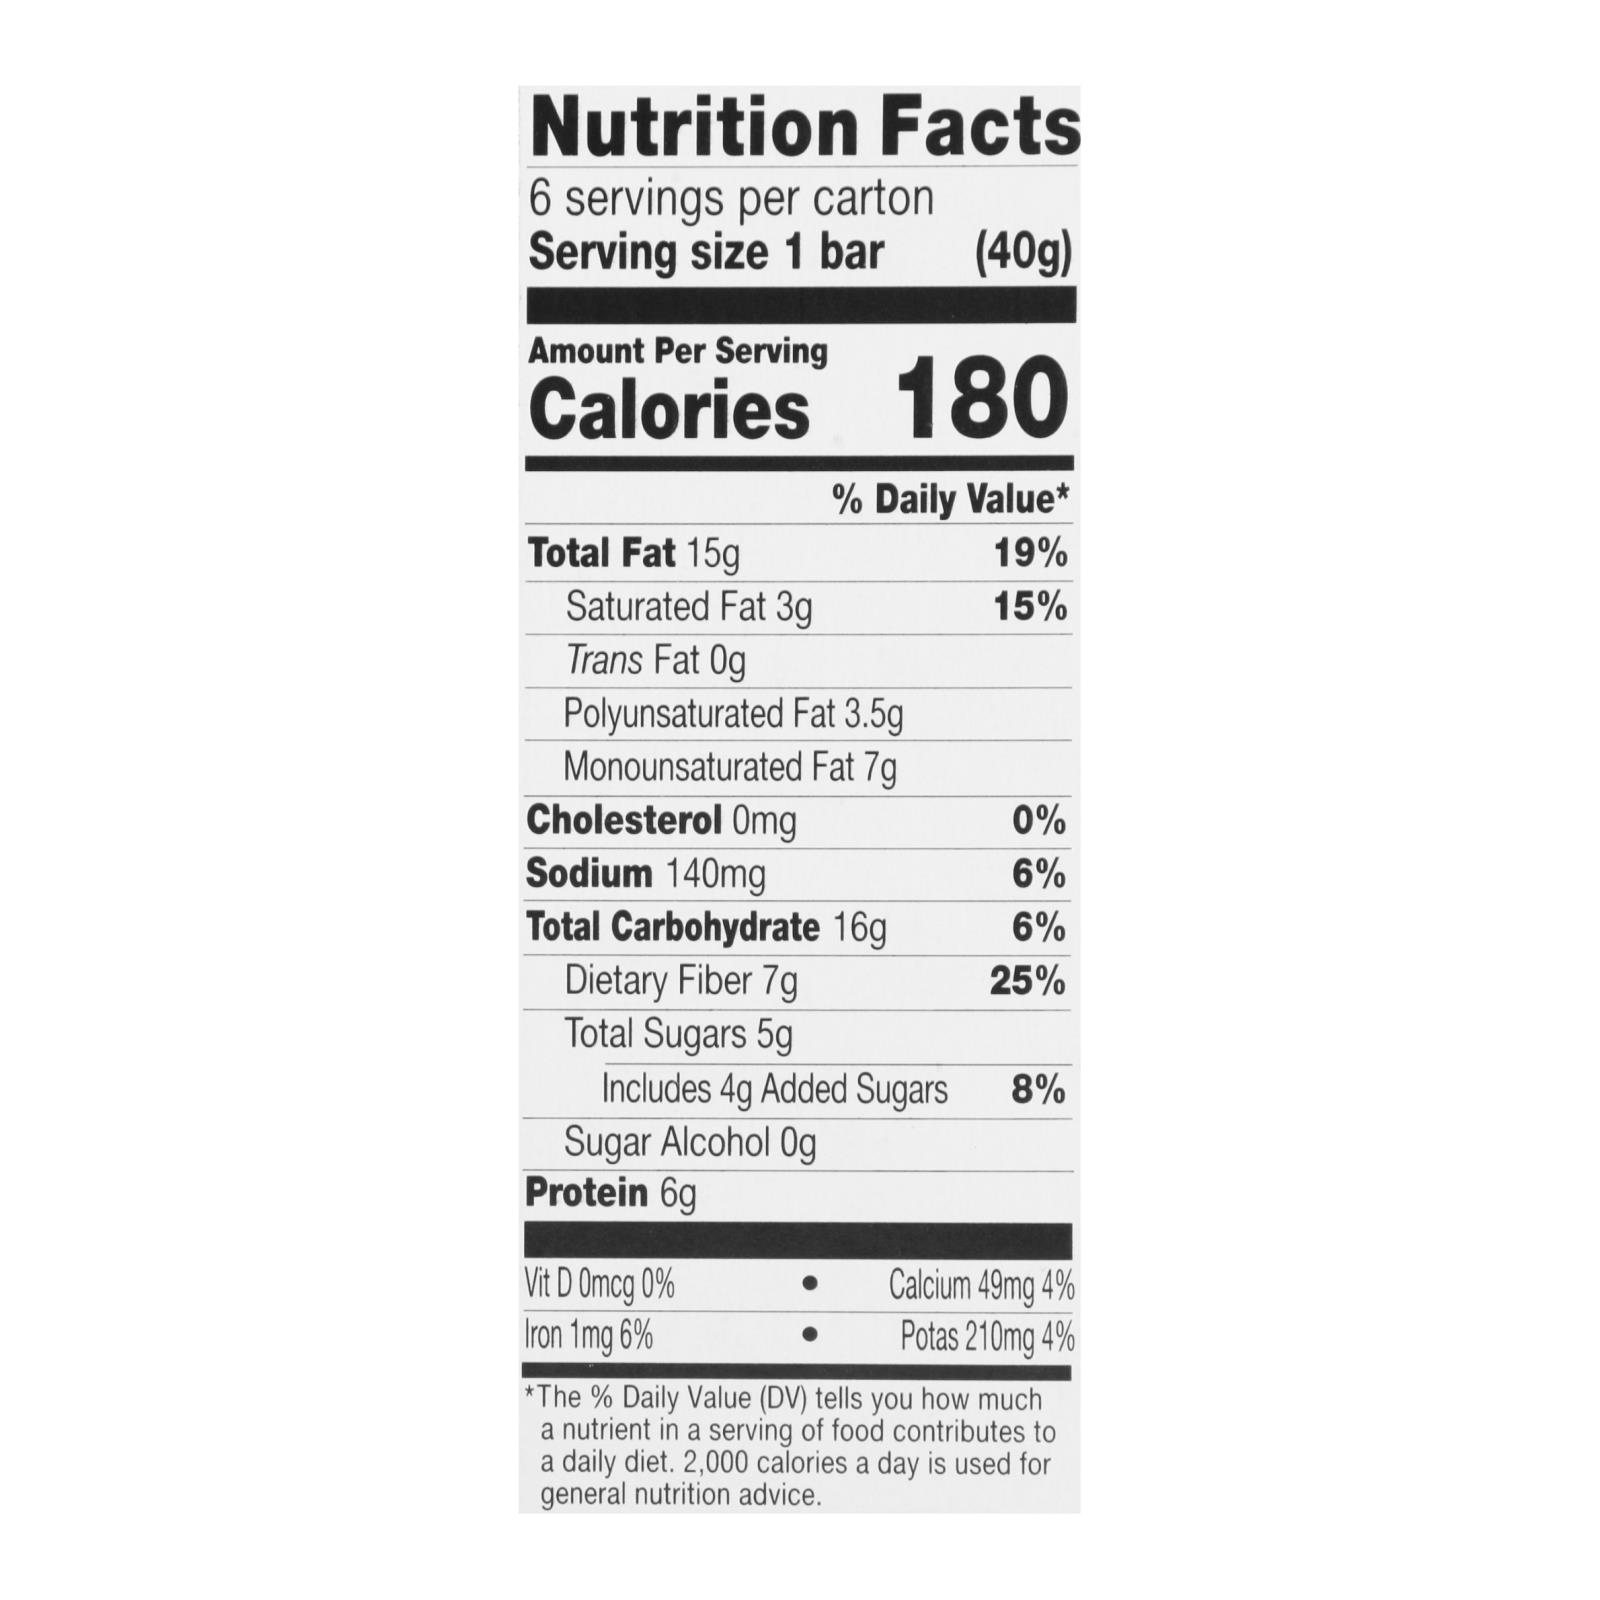 Nutrition Facts
6 servings per carton
Serving size 1 bar (40g)
Amount Per Serving
Calories 180
% Daily Value*
Total Fat 15g 19%
Saturated Fat 3g 15%
Trans Fat 0g
Polyunsaturated Fat 3.5g
Monounsaturated Fat 7g
Cholesterol 0mg 0%
Sodium 140mg 6%
Total Carbohydrate 16g 6%
Dietary Fiber 7g 25%
Total Sugars 5g
Includes 4g Added Sugars 8%
Sugar Alcohol 0g
Protein 6g
Vit D 0mcg 0% • Calcium 49mg 4%
Iron 1mg 6% • Potas 210mg 4%
*The % Daily Value (DV) tells you how much
a nutrient in a serving of food contributes to
a daily diet. 2,000 calories a day is used for
general nutrition advice.